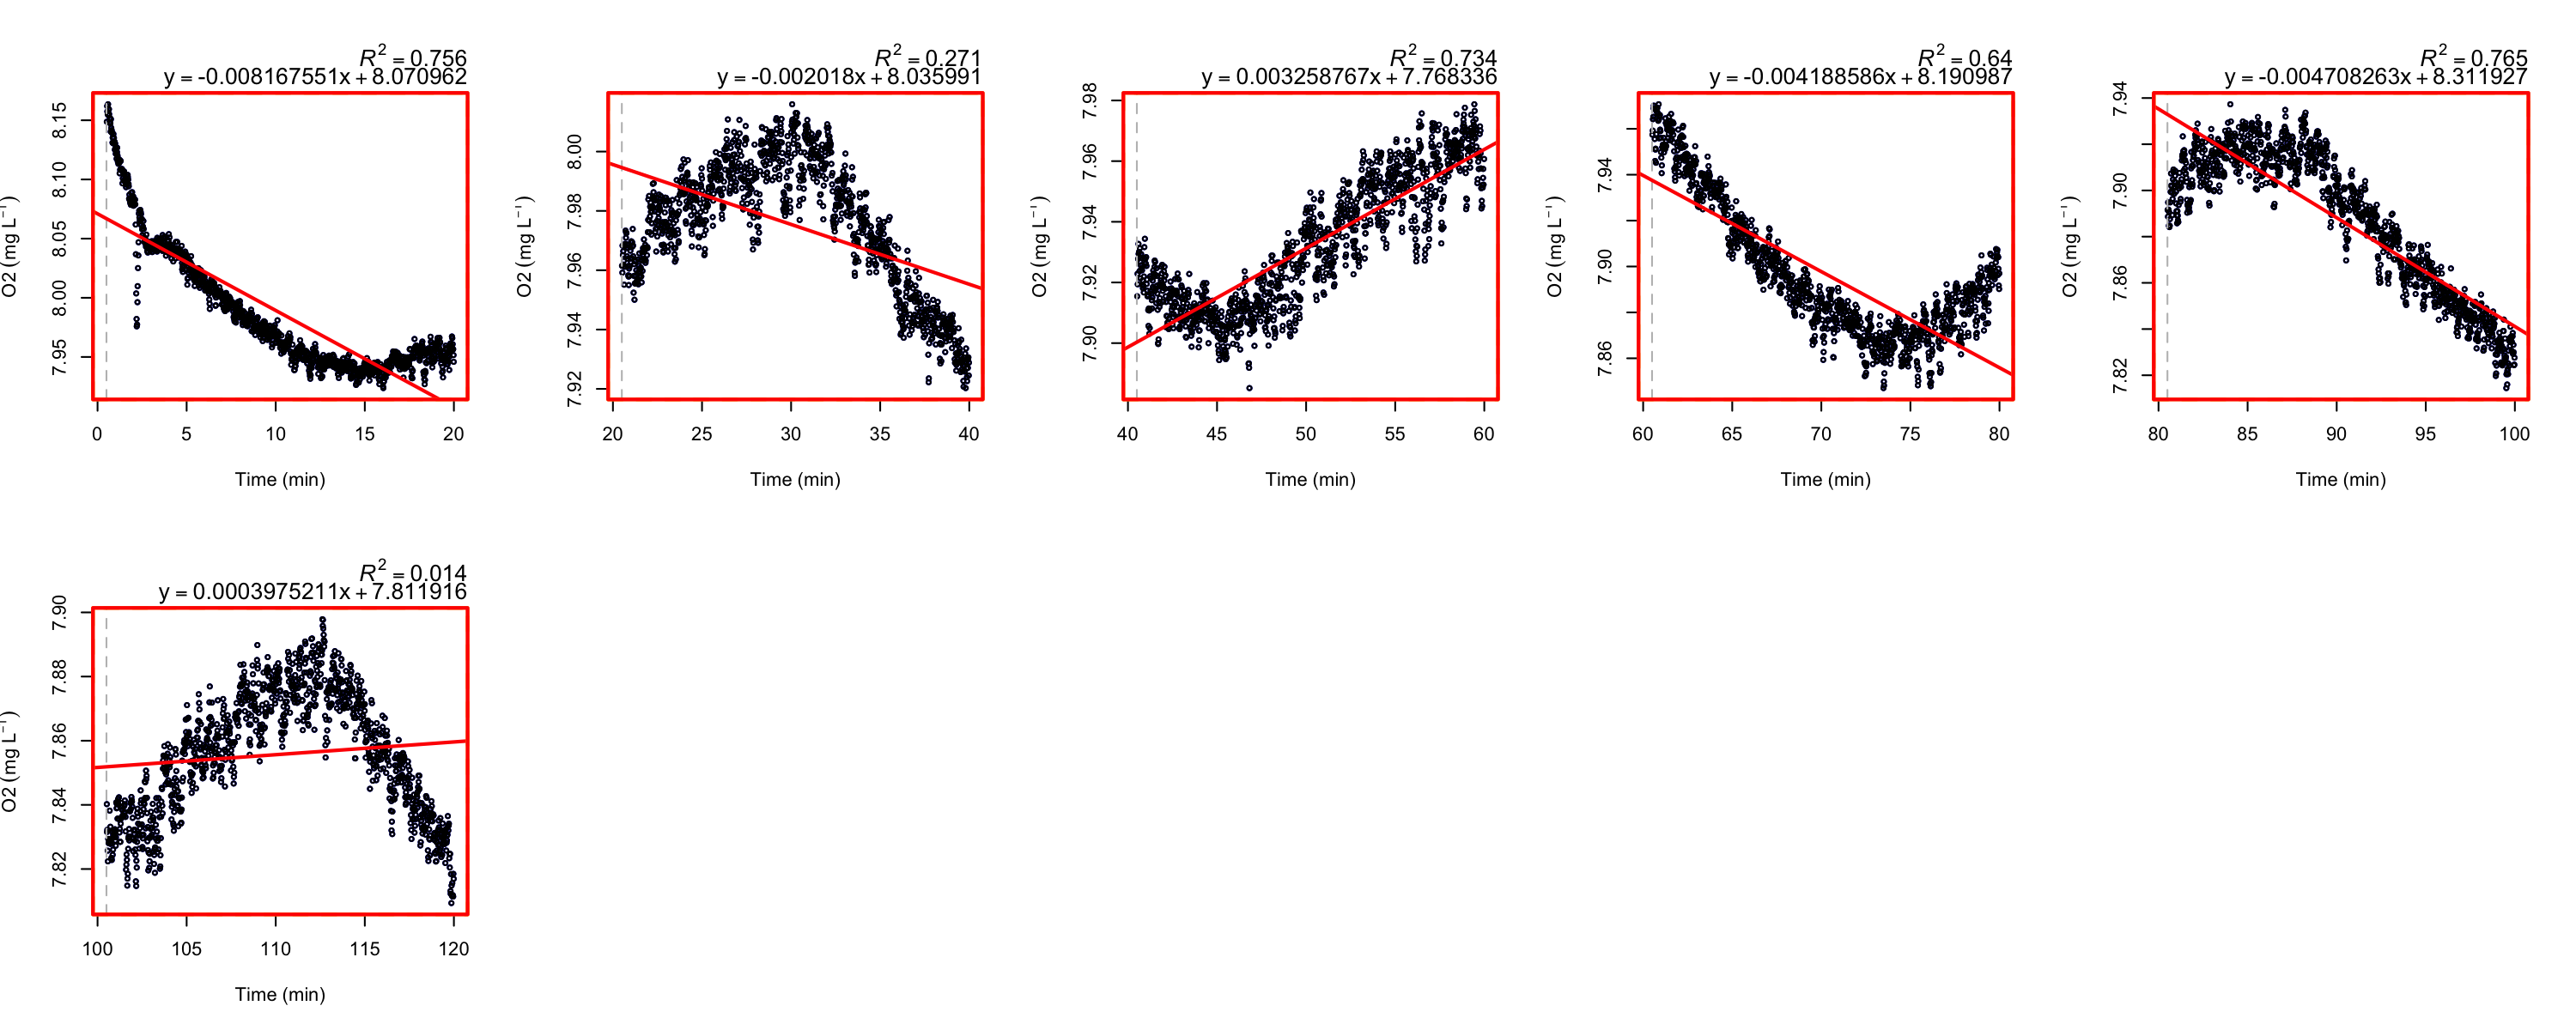 R² = 0.756
y = -0.008167551x + 8.070962
O2 (mg L⁻¹)
8.15
8.10
8.05
8.00
7.95
0 5 10 15 20
Time (min)
R² = 0.271
y = -0.002018x + 8.035991
O2 (mg L⁻¹)
8.00
7.98
7.96
7.94
7.92
20 25 30 35 40
Time (min)
R² = 0.734
y = 0.003258767x + 7.768336
O2 (mg L⁻¹)
7.98
7.96
7.94
7.92
7.90
40 45 50 55 60
Time (min)
R² = 0.64
y = -0.004188586x + 8.190987
O2 (mg L⁻¹)
7.94
7.90
7.86
60 65 70 75 80
Time (min)
R² = 0.765
y = -0.004708263x + 8.311927
O2 (mg L⁻¹)
7.94
7.90
7.86
7.82
80 85 90 95 100
Time (min)
R² = 0.014
y = 0.0003975211x + 7.811916
O2 (mg L⁻¹)
7.90
7.88
7.86
7.84
7.82
100 105 110 115 120
Time (min)